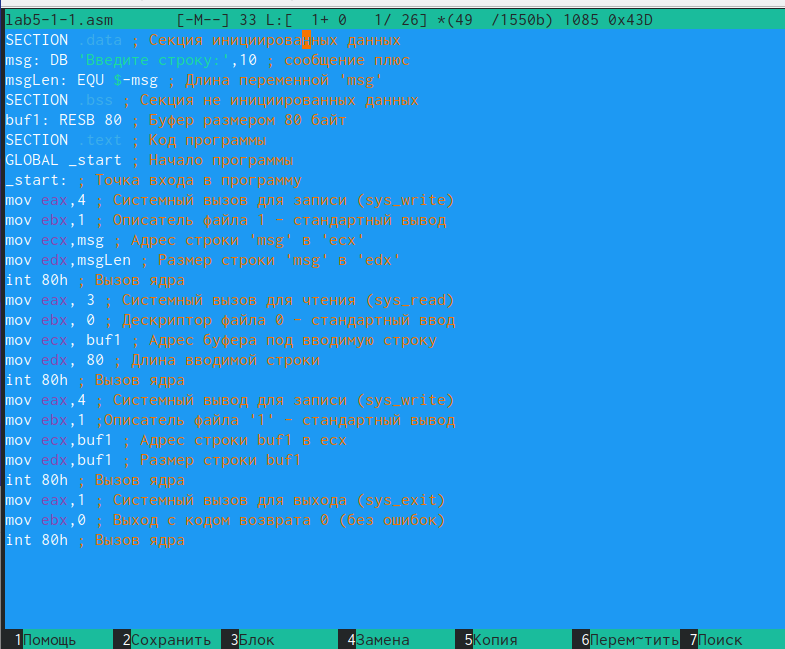 lab5-1-1.asm [-M--] 33 L:[ 1+ 0 1/ 26] *(49 /1550b) 1085 0x43D
SECTION .data ; Секция инициированных данных
msg: DB 'Введите строку:',10 ; сообщение плюс
msgLen: EQU $-msg ; Длина переменной 'msg'
SECTION .bss ; Секция не инициированных данных
buf1: RESB 80 ; Буфер размером 80 байт
SECTION .text ; Код программы
GLOBAL _start ; Начало программы
_start: ; Точка входа в программу
mov eax,4 ; Системный вызов для записи (sys_write)
mov ebx,1 ; Описатель файла 1 - стандартный вывод
mov ecx,msg ; Адрес строки 'msg' в 'ecx'
mov edx,msgLen ; Размер строки 'msg' в 'edx'
int 80h ; Вызов ядра
mov eax, 3 ; Системный вызов для чтения (sys_read)
mov ebx, 0 ; Дескриптор файла 0 - стандартный ввод
mov ecx, buf1 ; Адрес буфера под вводимую строку
mov edx, 80 ; Длина вводимой строки
int 80h ; Вызов ядра
mov eax,4 ; Системный вывод для записи (sys_write)
mov ebx,1 ;Описатель файла '1' - стандартный вывод
mov ecx,buf1 ; Адрес строки buf1 в ecx
mov edx,buf1 ; Размер строки buf1
int 80h ; Вызов ядра
mov eax,1 ; Системный вызов для выхода (sys_exit)
mov ebx,0 ; Выход с кодом возврата 0 (без ошибок)
int 80h ; Вызов ядра
1Помощь 2Сохранить 3Блок 4Замена 5Копия 6Перем~тить 7Поиск